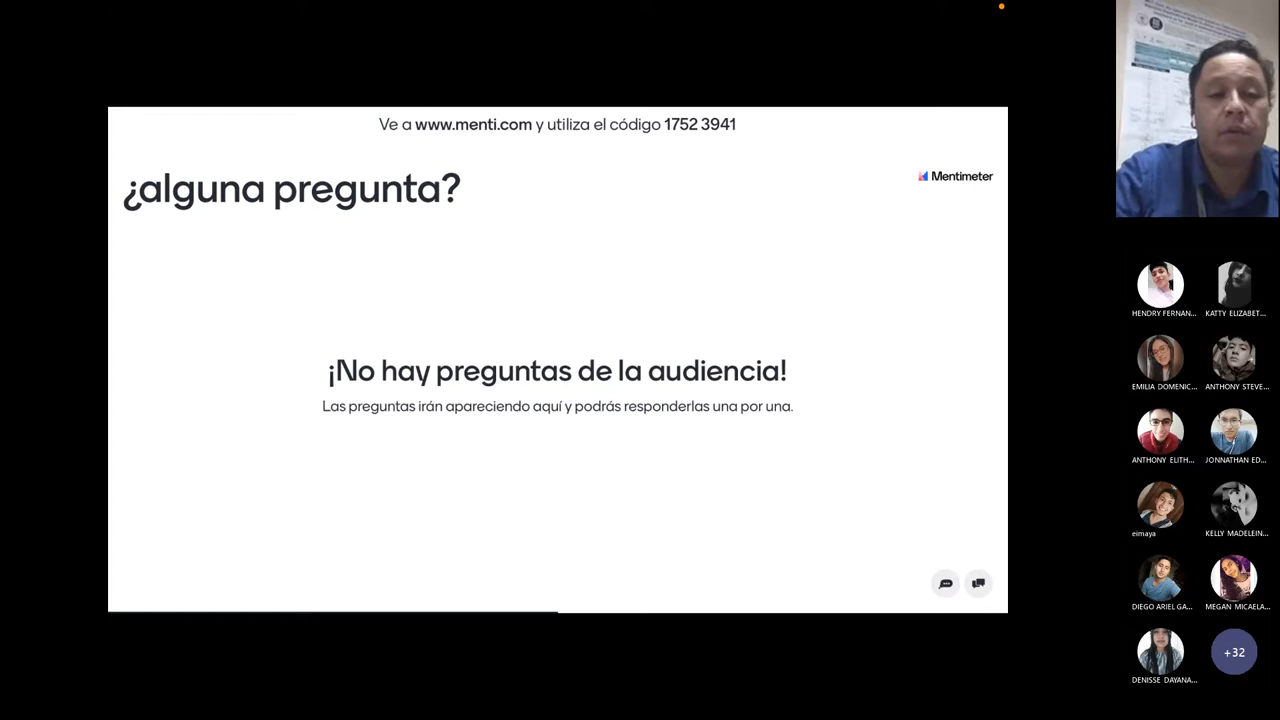 Ve a www.menti.com y utiliza el código 1752 3941
¿alguna pregunta?
Mentimeter
¡No hay preguntas de la audiencia!
Las preguntas irán apareciendo aquí y podrás responderlas una por una.
HENDRY FERNAN...
KATTY ELIZABET...
EMILIA DOMENIC...
ANTHONY STEVE...
ANTHONY ELITH...
JONNATHAN ED...
eimaya
KELLY MADELEIN...
DIEGO ARIEL GA...
MEGAN MICAELA...
DENISSE DAYANA...
+32